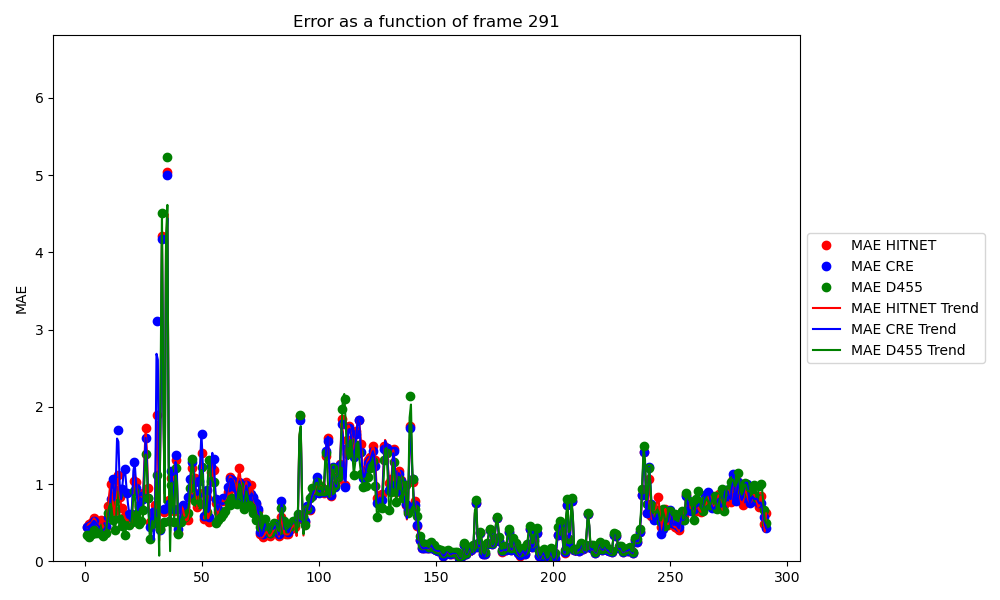 Error as a function of frame 291
MAE
6
5
4
3
2
1
0
0 50 100 150 200 250 300
MAE HITNET
MAE CRE
MAE D455
MAE HITNET Trend
MAE CRE Trend
MAE D455 Trend